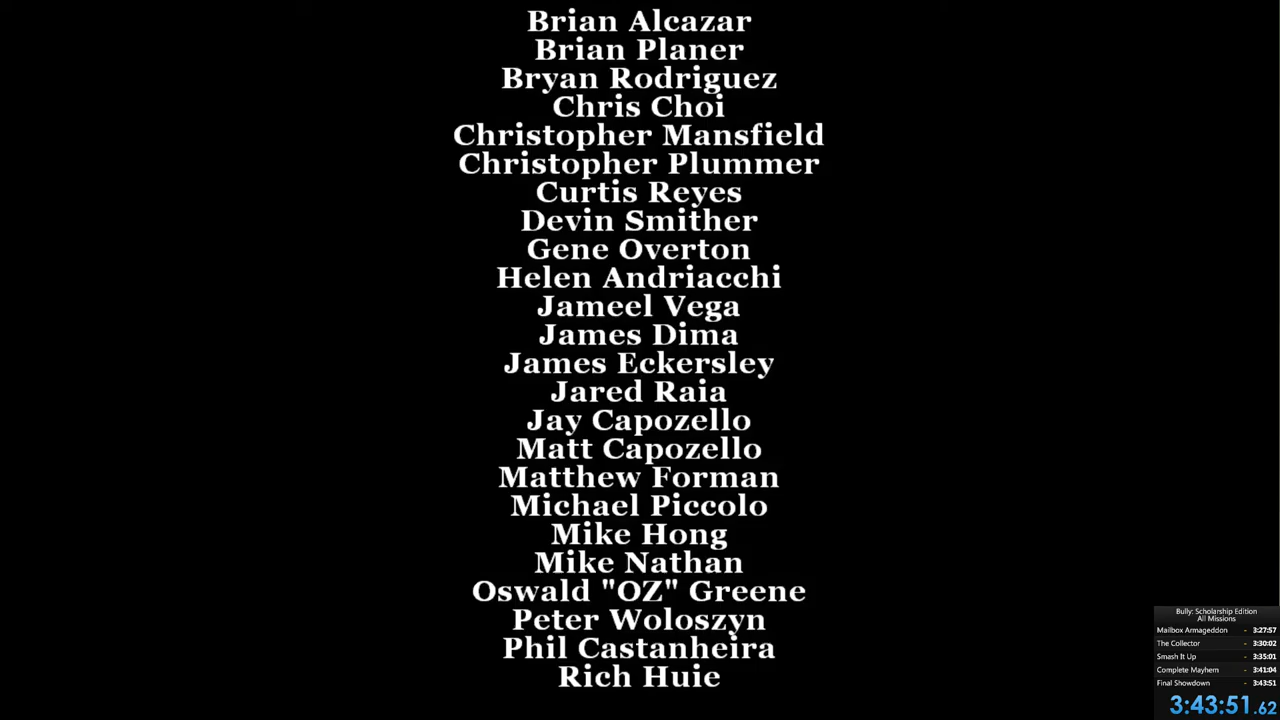 Brian Alcazar
Brian Planer
Bryan Rodriguez
Chris Choi
Christopher Mansfield
Christopher Plummer
Curtis Reyes
Devin Smither
Gene Overton
Helen Andriacchi
Jameel Vega
James Dima
James Eckersley
Jared Raia
Jay Capozello
Matt Capozello
Matthew Forman
Michael Piccolo
Mike Hong
Mike Nathan
Oswald "OZ" Greene
Peter Woloszyn
Phil Castanheira
Rich Huie
Bully: Scholarship Edition
All Missions
Mailbox Armageddon - 3:27:57
The Collector - 3:30:02
Smash It Up - 3:35:01
Complete Mayhem - 3:41:04
Final Showdown - 3:43:51
3:43:51.62